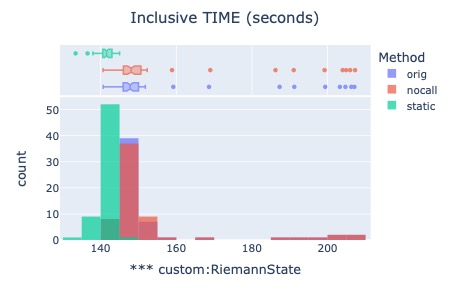 Inclusive TIME (seconds)
Method
orig
nocall
static
50
40
30
20
10
0
count
140 160 180 200
*** custom:RiemannState